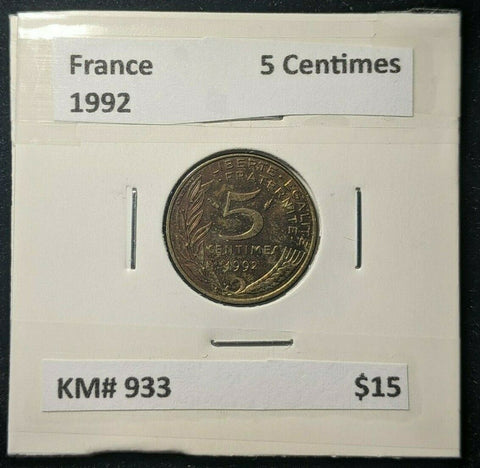 France 5 Centimes
1992
LIBERTE · EGALITE
FRATERNITE
5
CENTIMES
1992
KM# 933 $15